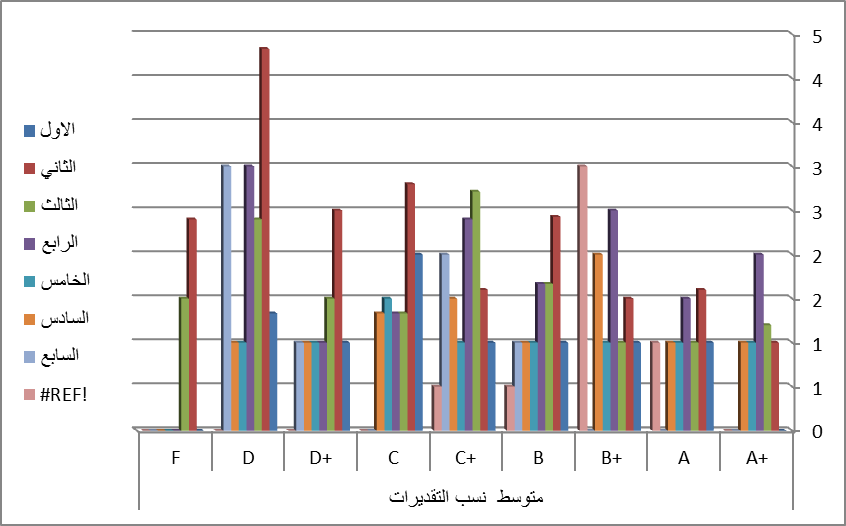 5
4
4
3
3
2
2
1
1
0
الاول
الثاني
الثالث
الرابع
الخامس
السادس
السابع
#REF!
F D D+ C C+ B B+ A A+
متوسط نسب التقديرات